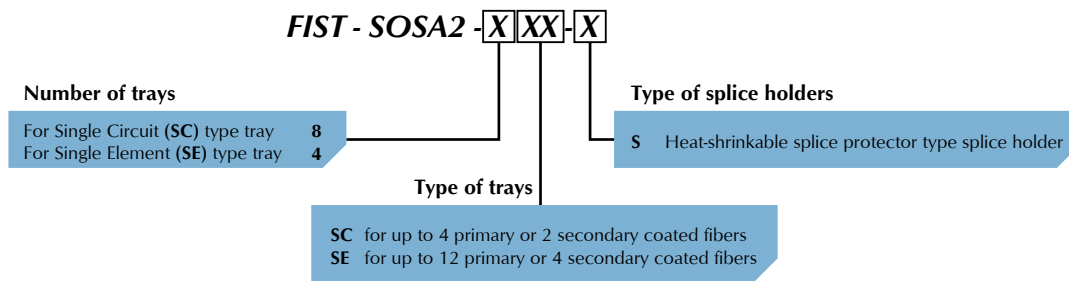 FIST - SOSA2 - X XX - X
Number of trays
For Single Circuit (SC) type tray 8
For Single Element (SE) type tray 4
Type of splice holders
S Heat-shrinkable splice protector type splice holder
Type of trays
SC for up to 4 primary or 2 secondary coated fibers
SE for up to 12 primary or 4 secondary coated fibers